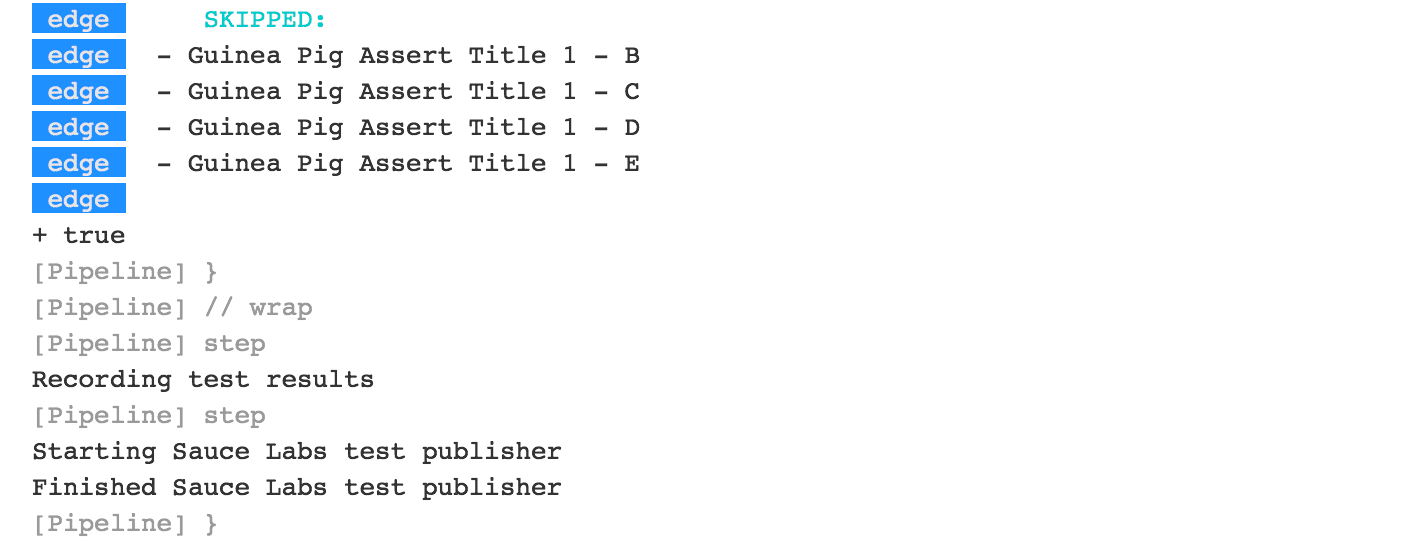 edge SKIPPED:
edge - Guinea Pig Assert Title 1 - B
edge - Guinea Pig Assert Title 1 - C
edge - Guinea Pig Assert Title 1 - D
edge - Guinea Pig Assert Title 1 - E
edge
+ true
[Pipeline] }
[Pipeline] // wrap
[Pipeline] step
Recording test results
[Pipeline] step
Starting Sauce Labs test publisher
Finished Sauce Labs test publisher
[Pipeline] }